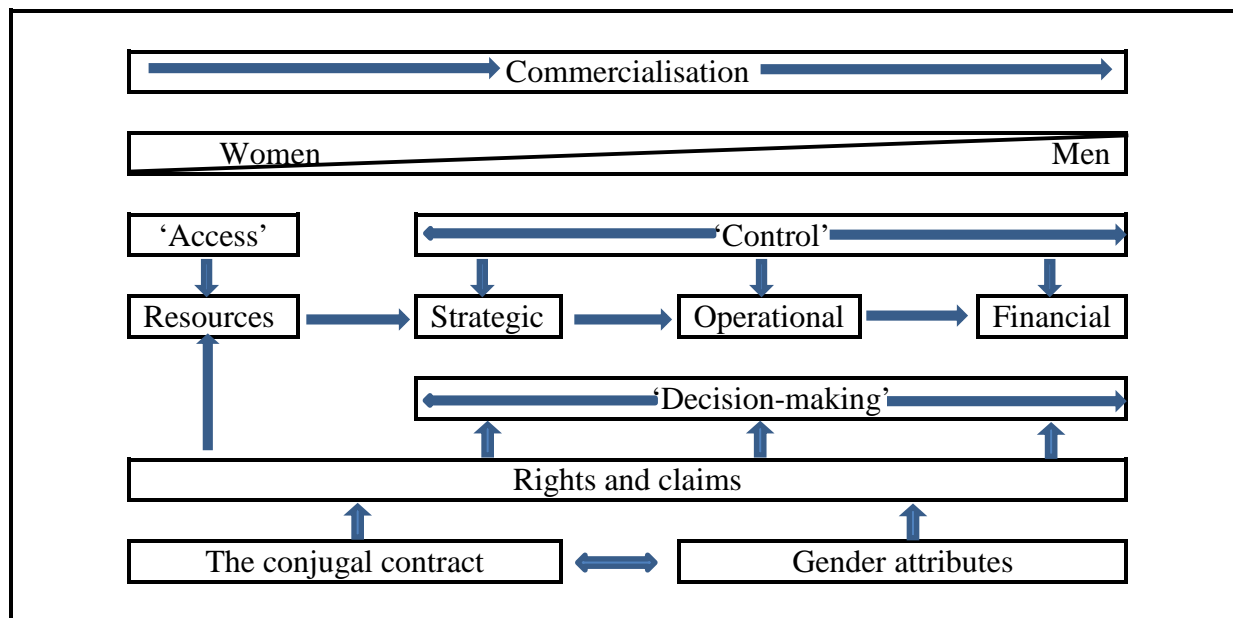 Commercialisation
Women Men
‘Access’ ‘Control’
Resources Strategic Operational Financial
‘Decision-making’
Rights and claims
The conjugal contract Gender attributes